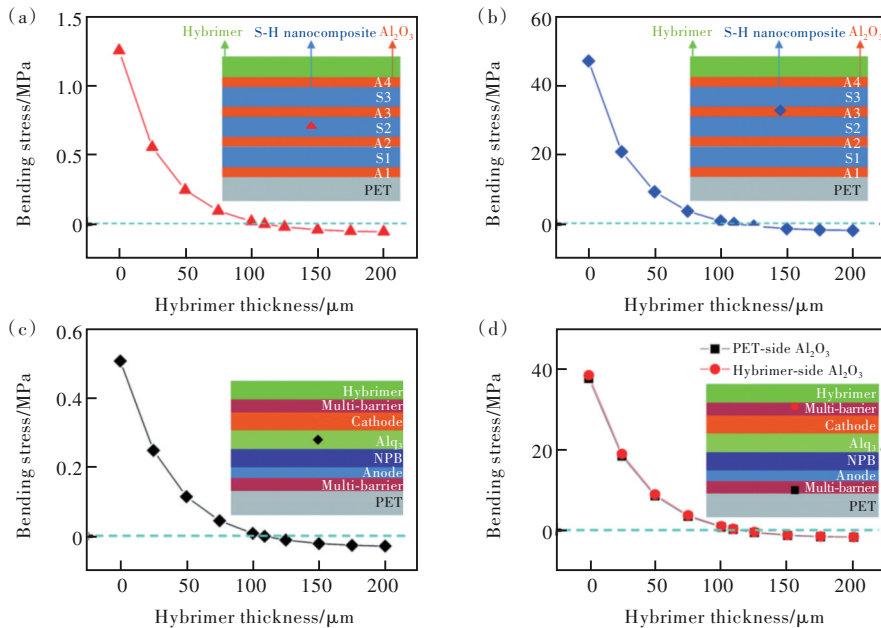 (a)
Bending stress/MPa
1.5
1.0
0.5
0
0 50 100 150 200
Hybrimer thickness/μm
Hybrimer S-H nanocomposite Al₂O₃
A4
S3
A3
S2
A2
S1
A1
PET
(b)
Bending stress/MPa
60
40
20
0
0 50 100 150 200
Hybrimer thickness/μm
Hybrimer S-H nanocomposite Al₂O₃
A4
S3
A3
S2
A2
S1
A1
PET
(c)
Bending stress/MPa
0.6
0.4
0.2
0
0 50 100 150 200
Hybrimer thickness/μm
Hybrimer
Multi-barrier
Cathode
Alq₃
NPB
Anode
Multi-barrier
PET
(d)
Bending stress/MPa
40
20
0
0 50 100 150 200
Hybrimer thickness/μm
PET-side Al₂O₃
Hybrimer-side Al₂O₃
Hybrimer
Multi-barrier
Cathode
Alq₃
NPB
Anode
Multi-barrier
PET